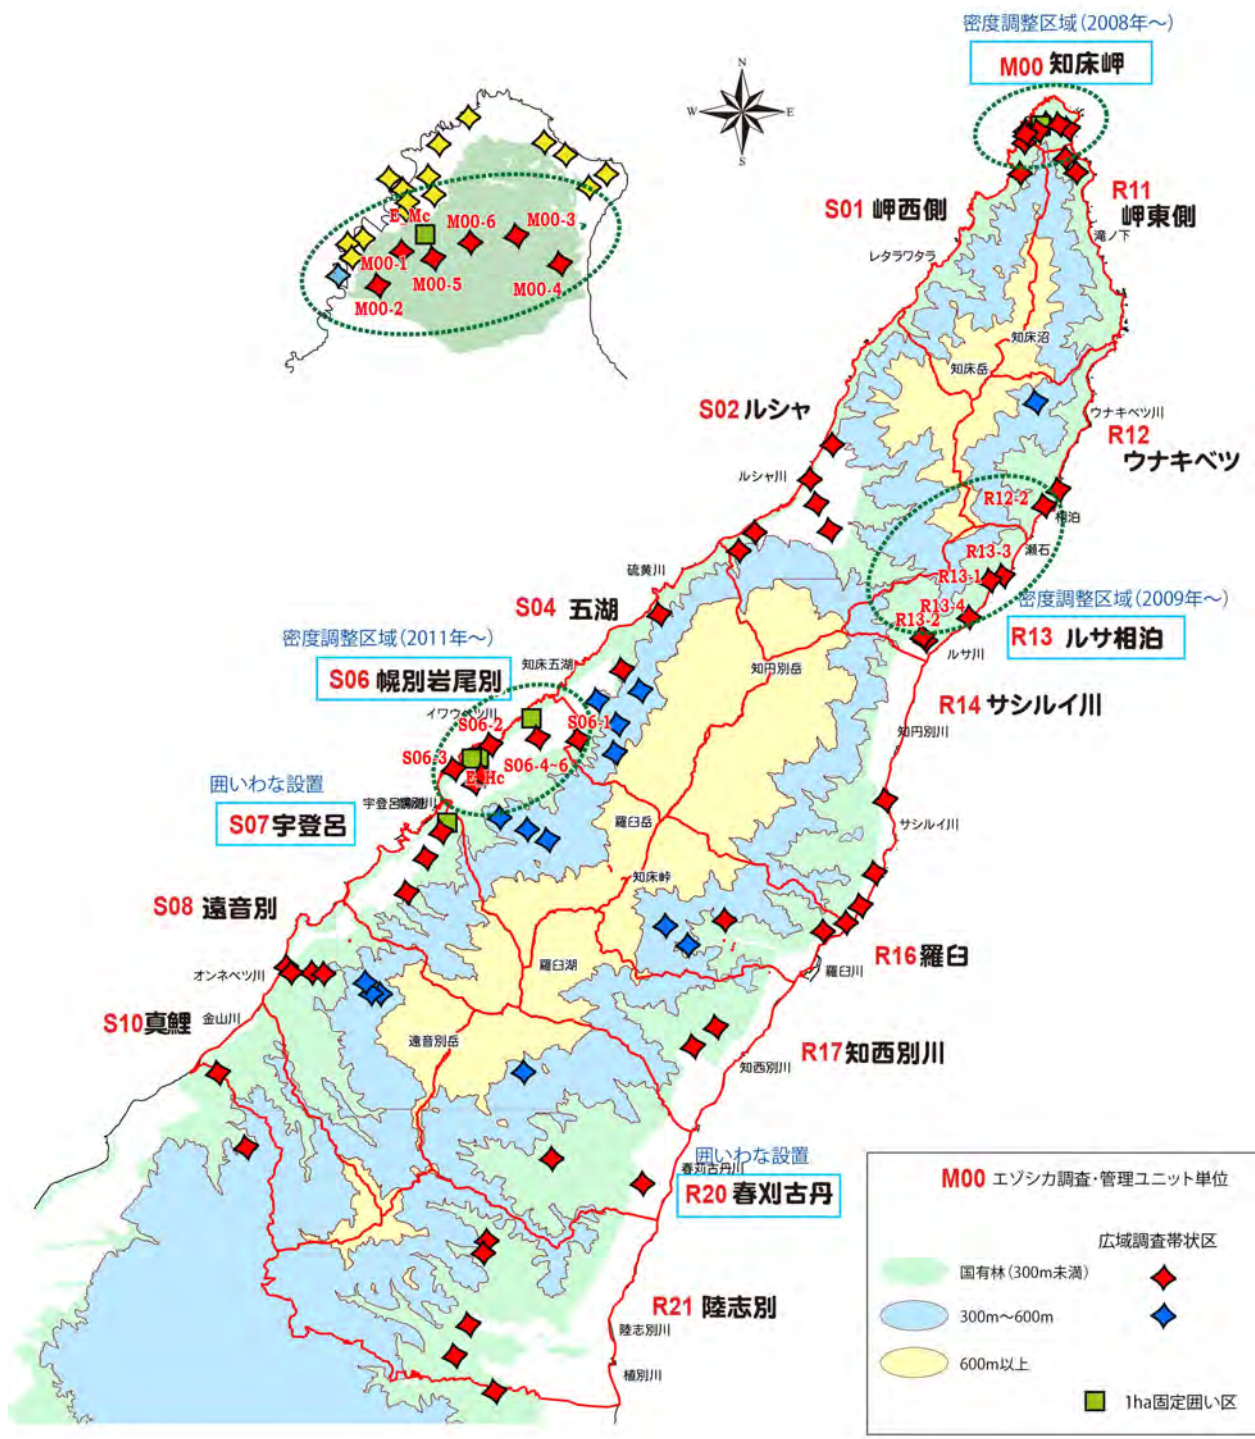 密度調整区域（2008年～）
M00 知床岬
N
W
E
S
E_Mc
M00-6
M00-3
M00-1
M00-5
M00-4
M00-2
R11
岬東側
S01 岬西側
滝ノ下
レタラワタラ
知床沼
知床岳
S02 ルシャ
ウナキベツ川
R12
ウナキベツ
ルシャ川
R12-2
相泊
瀬石
R13-3
R13-1
硫黄川
R13-4
R13-2
密度調整区域（2009年～）
R13 ルサ相泊
ルサ川
S04 五湖
密度調整区域（2011年～）
知床五湖
S06 幌別岩尾別
知円別岳
イワウベツ川
S06-1
S06-2
R14 サシルイ川
知円別川
S06-3
S06-4~6
E_Hc
囲いわな設置
宇登呂
S07 宇登呂
羅臼岳
サシルイ川
知床峠
S08 遠音別
羅臼湖
R16 羅臼
羅臼川
オンネベツ川
S10 真鯉
金山川
遠音別岳
R17 知西別川
知西別川
囲いわな設置
春刈古丹川
R20 春刈古丹
R21 陸志別
陸志別川
植別川
M00 エゾシカ調査・管理ユニット単位
広域調査帯状区
国有林（300m未満）
300m～600m
600m以上
1ha固定囲い区